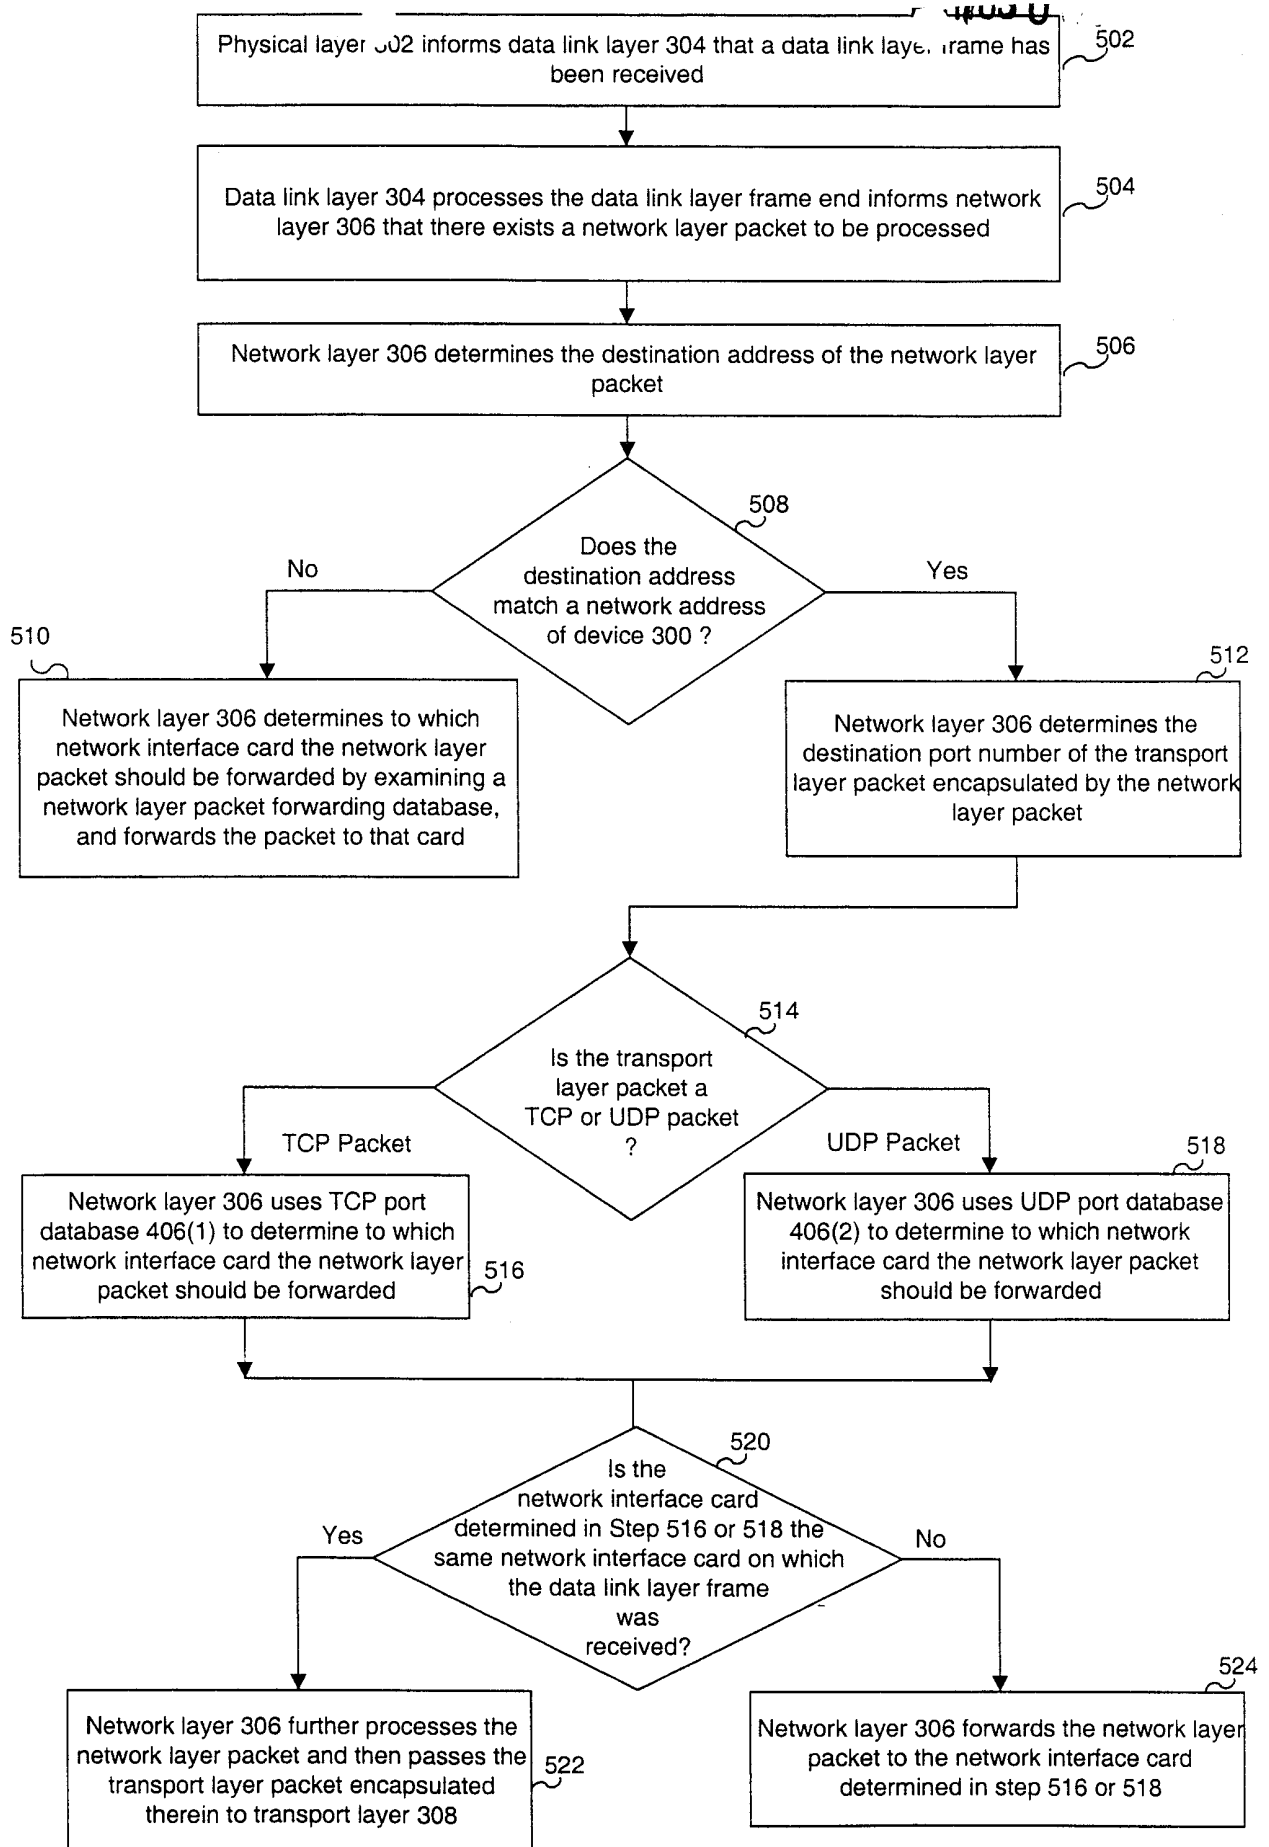 Physical layer 302 informs data link layer 304 that a data link layer frame has
been received
502
Data link layer 304 processes the data link layer frame end informs network
layer 306 that there exists a network layer packet to be processed
504
Network layer 306 determines the destination address of the network layer
packet
506
508
Does the
destination address
match a network address
of device 300 ?
No
Yes
510
Network layer 306 determines to which
network interface card the network layer
packet should be forwarded by examining a
network layer packet forwarding database,
and forwards the packet to that card
512
Network layer 306 determines the
destination port number of the transport
layer packet encapsulated by the network
layer packet
514
Is the transport
layer packet a
TCP or UDP packet
?
TCP Packet
UDP Packet
Network layer 306 uses TCP port
database 406(1) to determine to which
network interface card the network layer
packet should be forwarded
516
518
Network layer 306 uses UDP port database
406(2) to determine to which network
interface card the network layer packet
should be forwarded
520
Is the
network interface card
determined in Step 516 or 518 the
same network interface card on which
the data link layer frame
was
received?
Yes
No
Network layer 306 further processes the
network layer packet and then passes the
transport layer packet encapsulated
therein to transport layer 308
522
524
Network layer 306 forwards the network layer
packet to the network interface card
determined in step 516 or 518